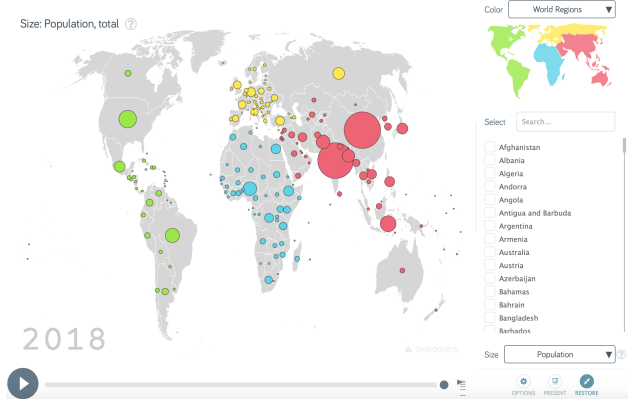 Color
World Regions
Size: Population, total ?
Select
Search...
Afghanistan
Albania
Algeria
Andorra
Angola
Antigua and Barbuda
Argentina
Armenia
Australia
Austria
Azerbaijan
Bahamas
Bahrain
Bangladesh
Barbados
2018
DATA DOUBTS
Size
Population
?
OPTIONS
PRESENT
RESTORE